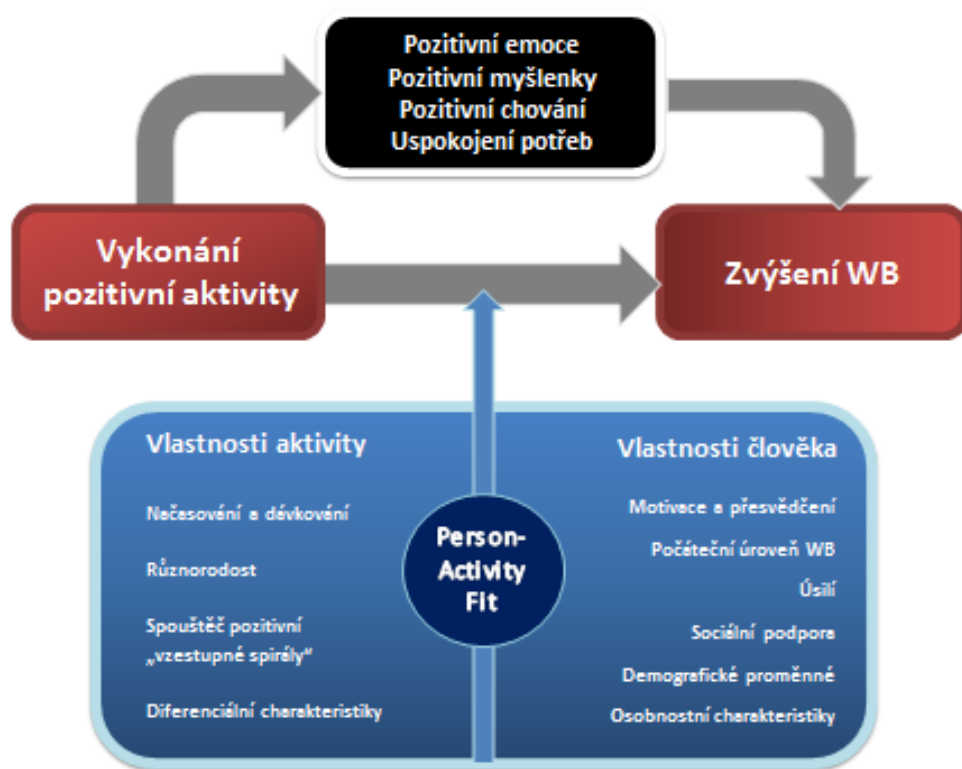 Pozitivní emoce
Pozitivní myšlenky
Pozitivní chování
Uspokojení potřeb
Vykonání
pozitivní aktivity
Zvýšení WB
Vlastnosti aktivity
Načasování a dávkování
Různorodost
Spouštěč pozitivní
„vzestupné spirály“
Diferenciální charakteristiky
Person-
Activity
Fit
Vlastnosti člověka
Motivace a přesvědčení
Počáteční úroveň WB
Úsilí
Sociální podpora
Demografické proměnné
Osobnostní charakteristiky